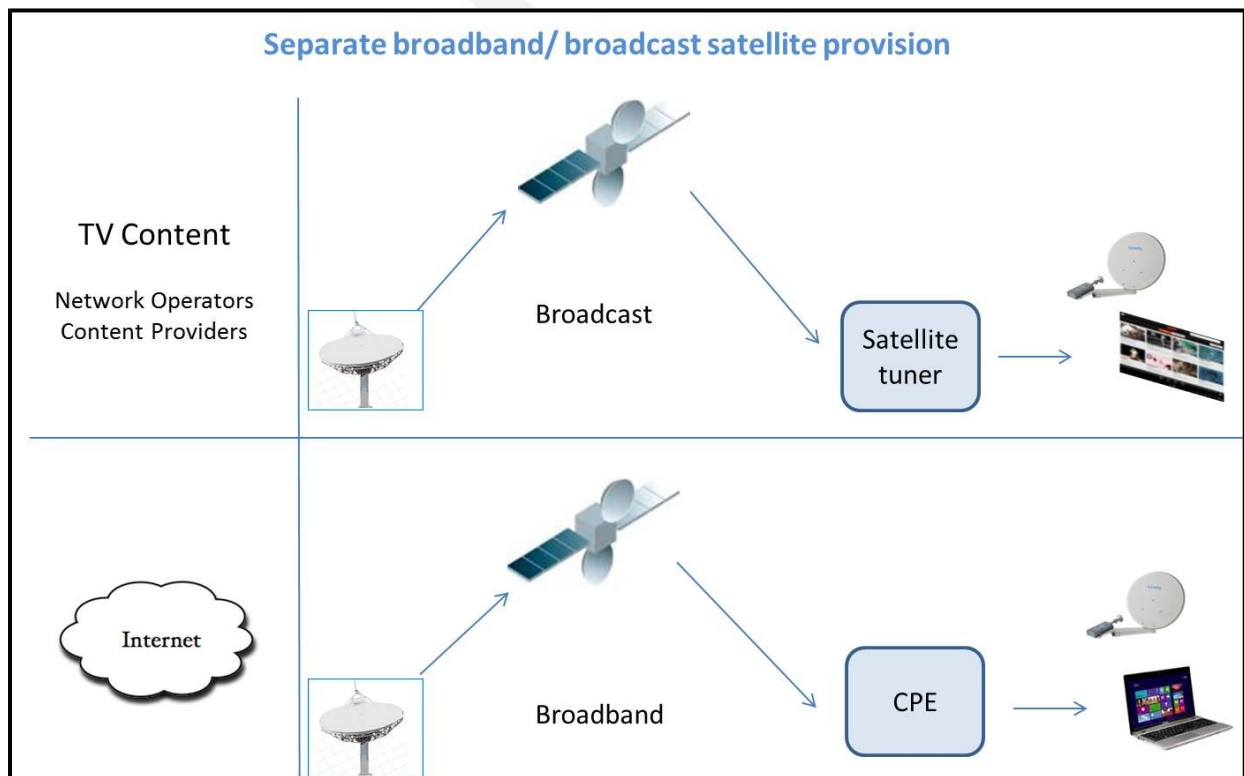 Separate broadband/ broadcast satellite provision
TV Content
Network Operators
Content Providers
Broadcast
Satellite
tuner
Internet
Broadband
CPE